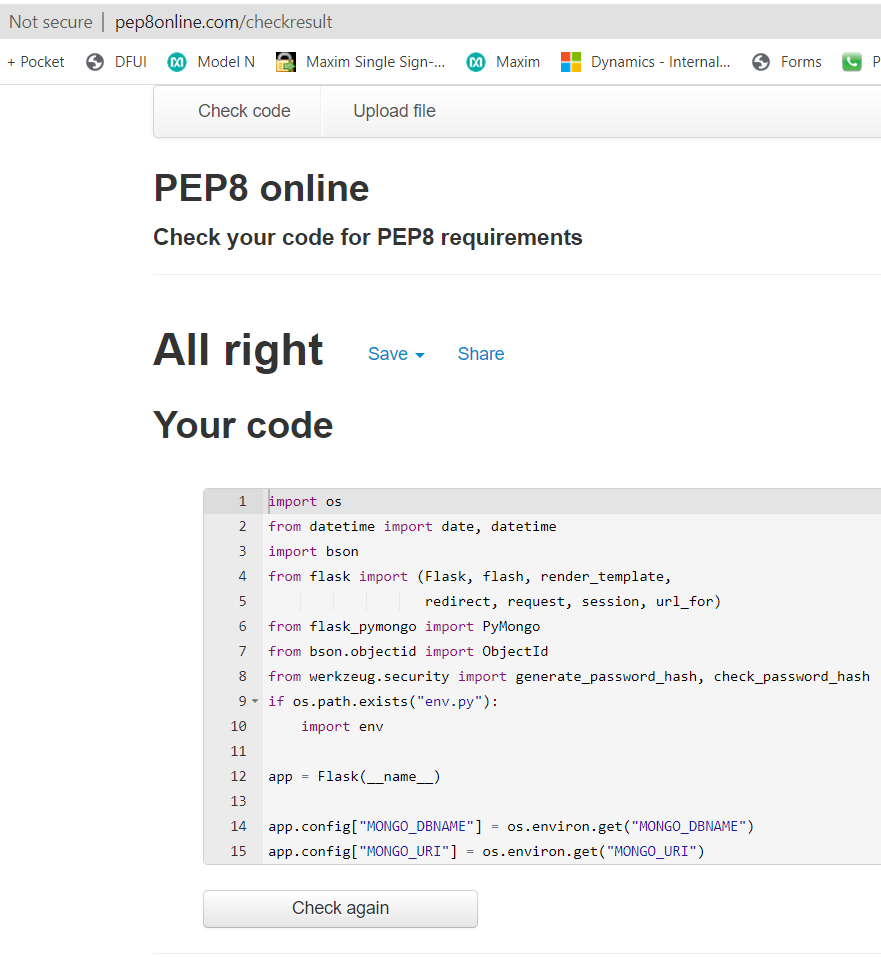 Not secure | pep8online.com/checkresult
+ Pocket DFUI Model N Maxim Single Sign-... Maxim Dynamics - Internal... Forms P
Check code Upload file
PEP8 online
Check your code for PEP8 requirements
All right Save Share
Your code
1 import os
2 from datetime import date, datetime
3 import bson
4 from flask import (Flask, flash, render_template,
5 redirect, request, session, url_for)
6 from flask_pymongo import PyMongo
7 from bson.objectid import ObjectId
8 from werkzeug.security import generate_password_hash, check_password_hash
9 if os.path.exists("env.py"):
10 import env
11
12 app = Flask(__name__)
13
14 app.config["MONGO_DBNAME"] = os.environ.get("MONGO_DBNAME")
15 app.config["MONGO_URI"] = os.environ.get("MONGO_URI")
Check again